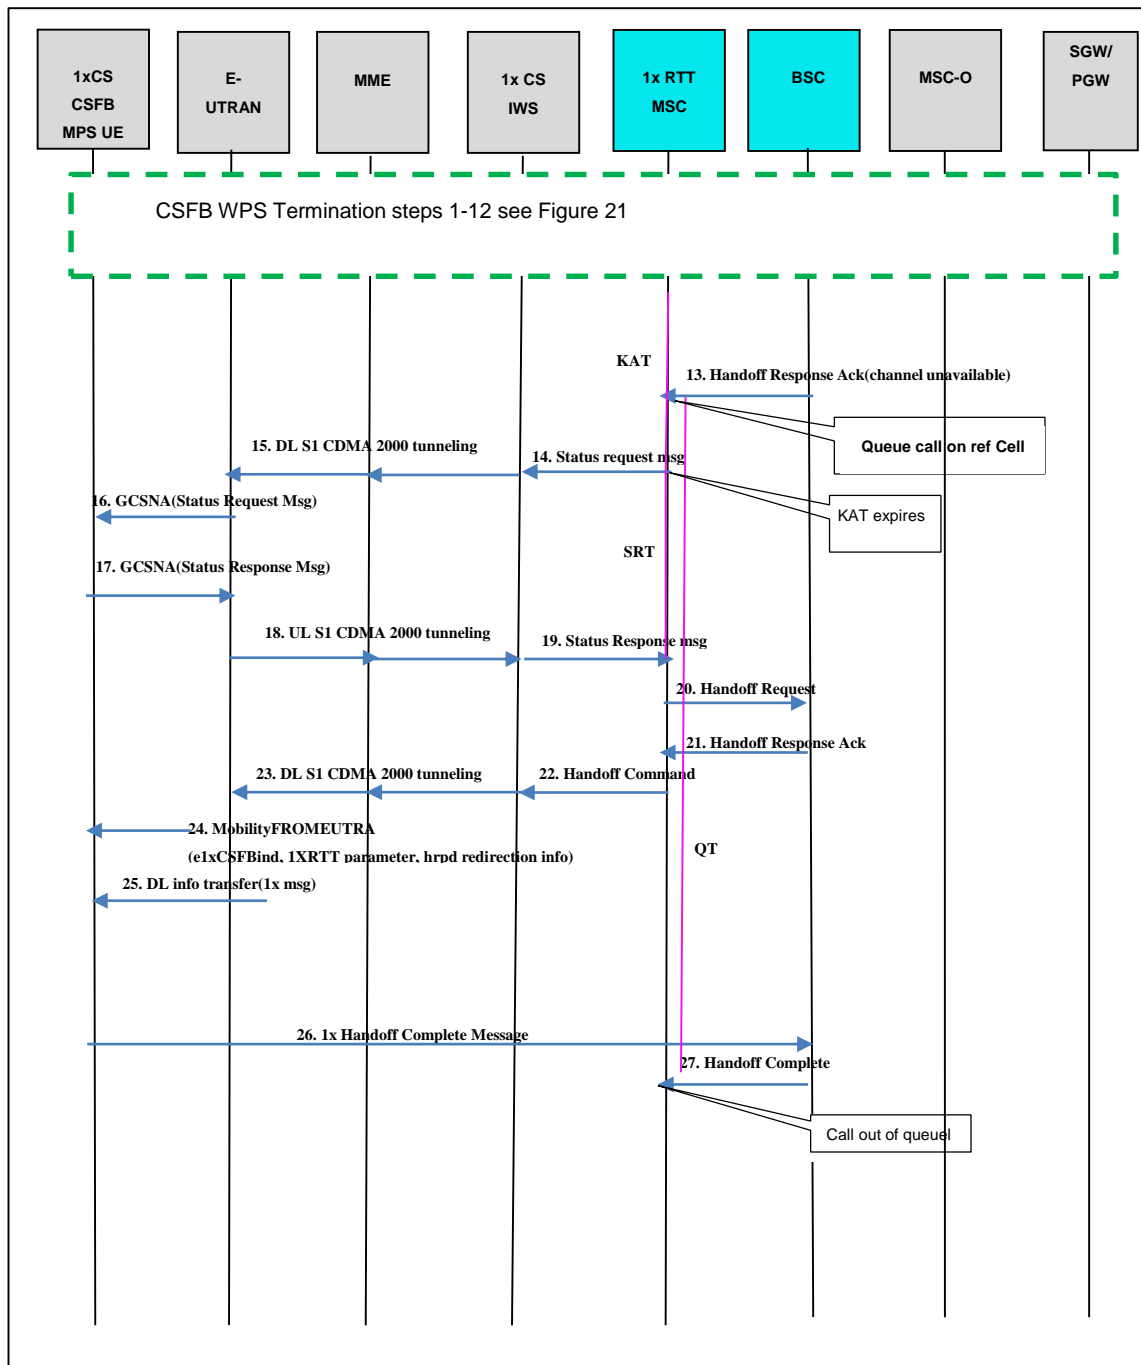 1xCS
CSFB
MPS UE
E-
UTRAN
MME
1x CS
IWS
1x RTT
MSC
BSC
MSC-O
SGW/
PGW
CSFB WPS Termination steps 1-12 see Figure 21
KAT
13. Handoff Response Ack(channel unavailable)
Queue call on ref Cell
15. DL S1 CDMA 2000 tunneling
14. Status request msg
16. GCSNA(Status Request Msg)
KAT expires
SRT
17. GCSNA(Status Response Msg)
18. UL S1 CDMA 2000 tunneling
19. Status Response msg
20. Handoff Request
21. Handoff Response Ack
23. DL S1 CDMA 2000 tunneling
22. Handoff Command
24. MobilityFROMEUTRA
(e1xCSFBind, 1XRTT parameter, hrpd redirection info)
QT
25. DL info transfer(1x msg)
26. 1x Handoff Complete Message
27. Handoff Complete
Call out of queuel